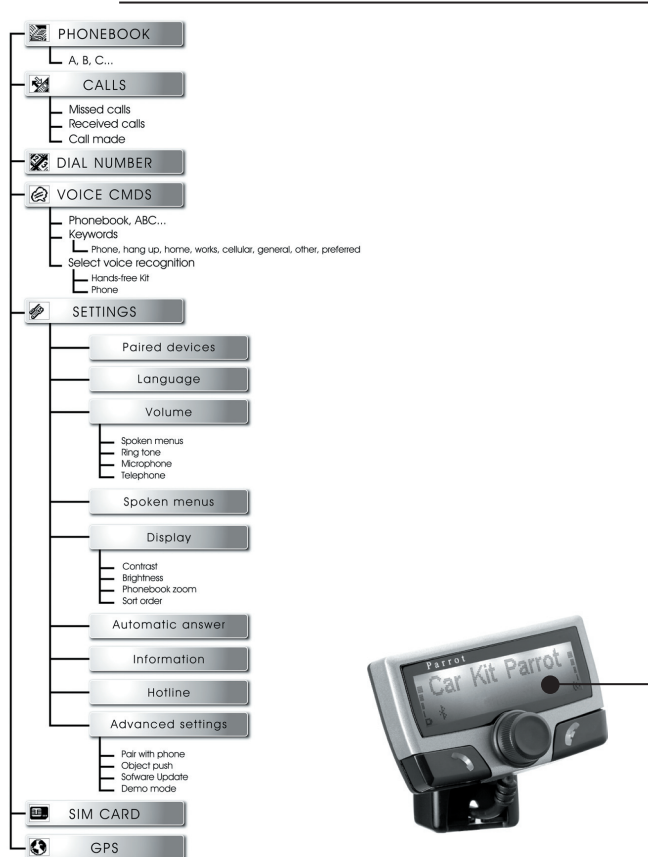 PHONEBOOK
A, B, C...
CALLS
Missed calls
Received calls
Call made
DIAL NUMBER
VOICE CMDS
Phonebook, ABC...
Keywords
Phone, hang up, home, works, cellular, general, other, preferred
Select voice recognition
Hands-free Kit
Phone
SETTINGS
Paired devices
Language
Volume
Spoken menus
Ring tone
Microphone
Telephone
Spoken menus
Display
Contrast
Brightness
Phonebook zoom
Sort order
Automatic answer
Information
Hotline
Advanced settings
Pair with phone
Object push
Sofware Update
Demo mode
SIM CARD
GPS
Parrot
Car Kit Parrot